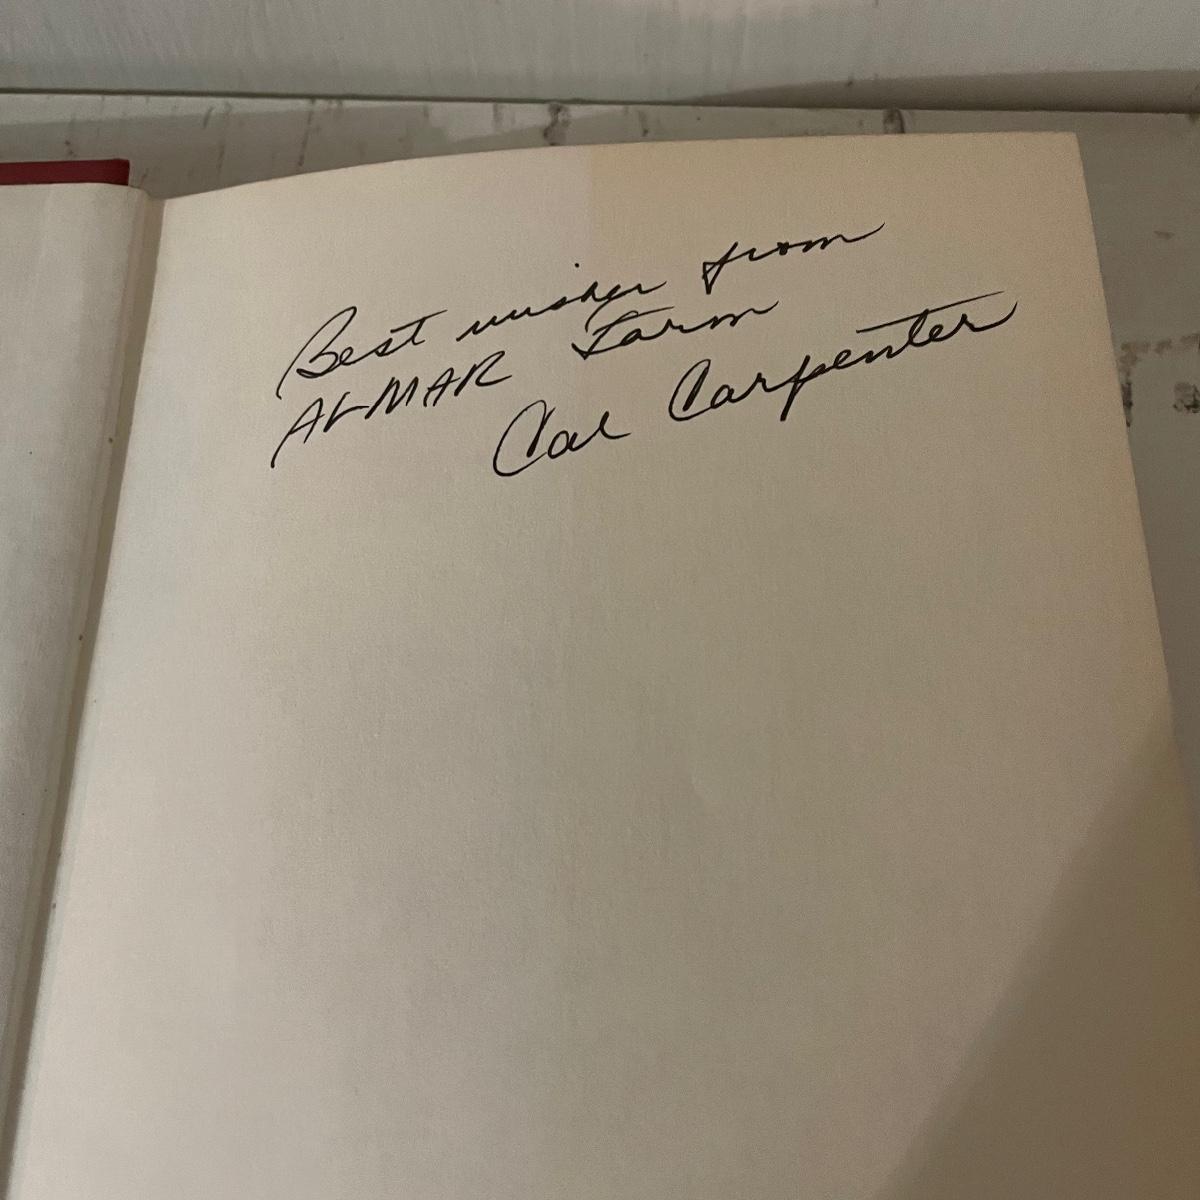 Best wishes from
ALMAR Farm
Cal Carpenter